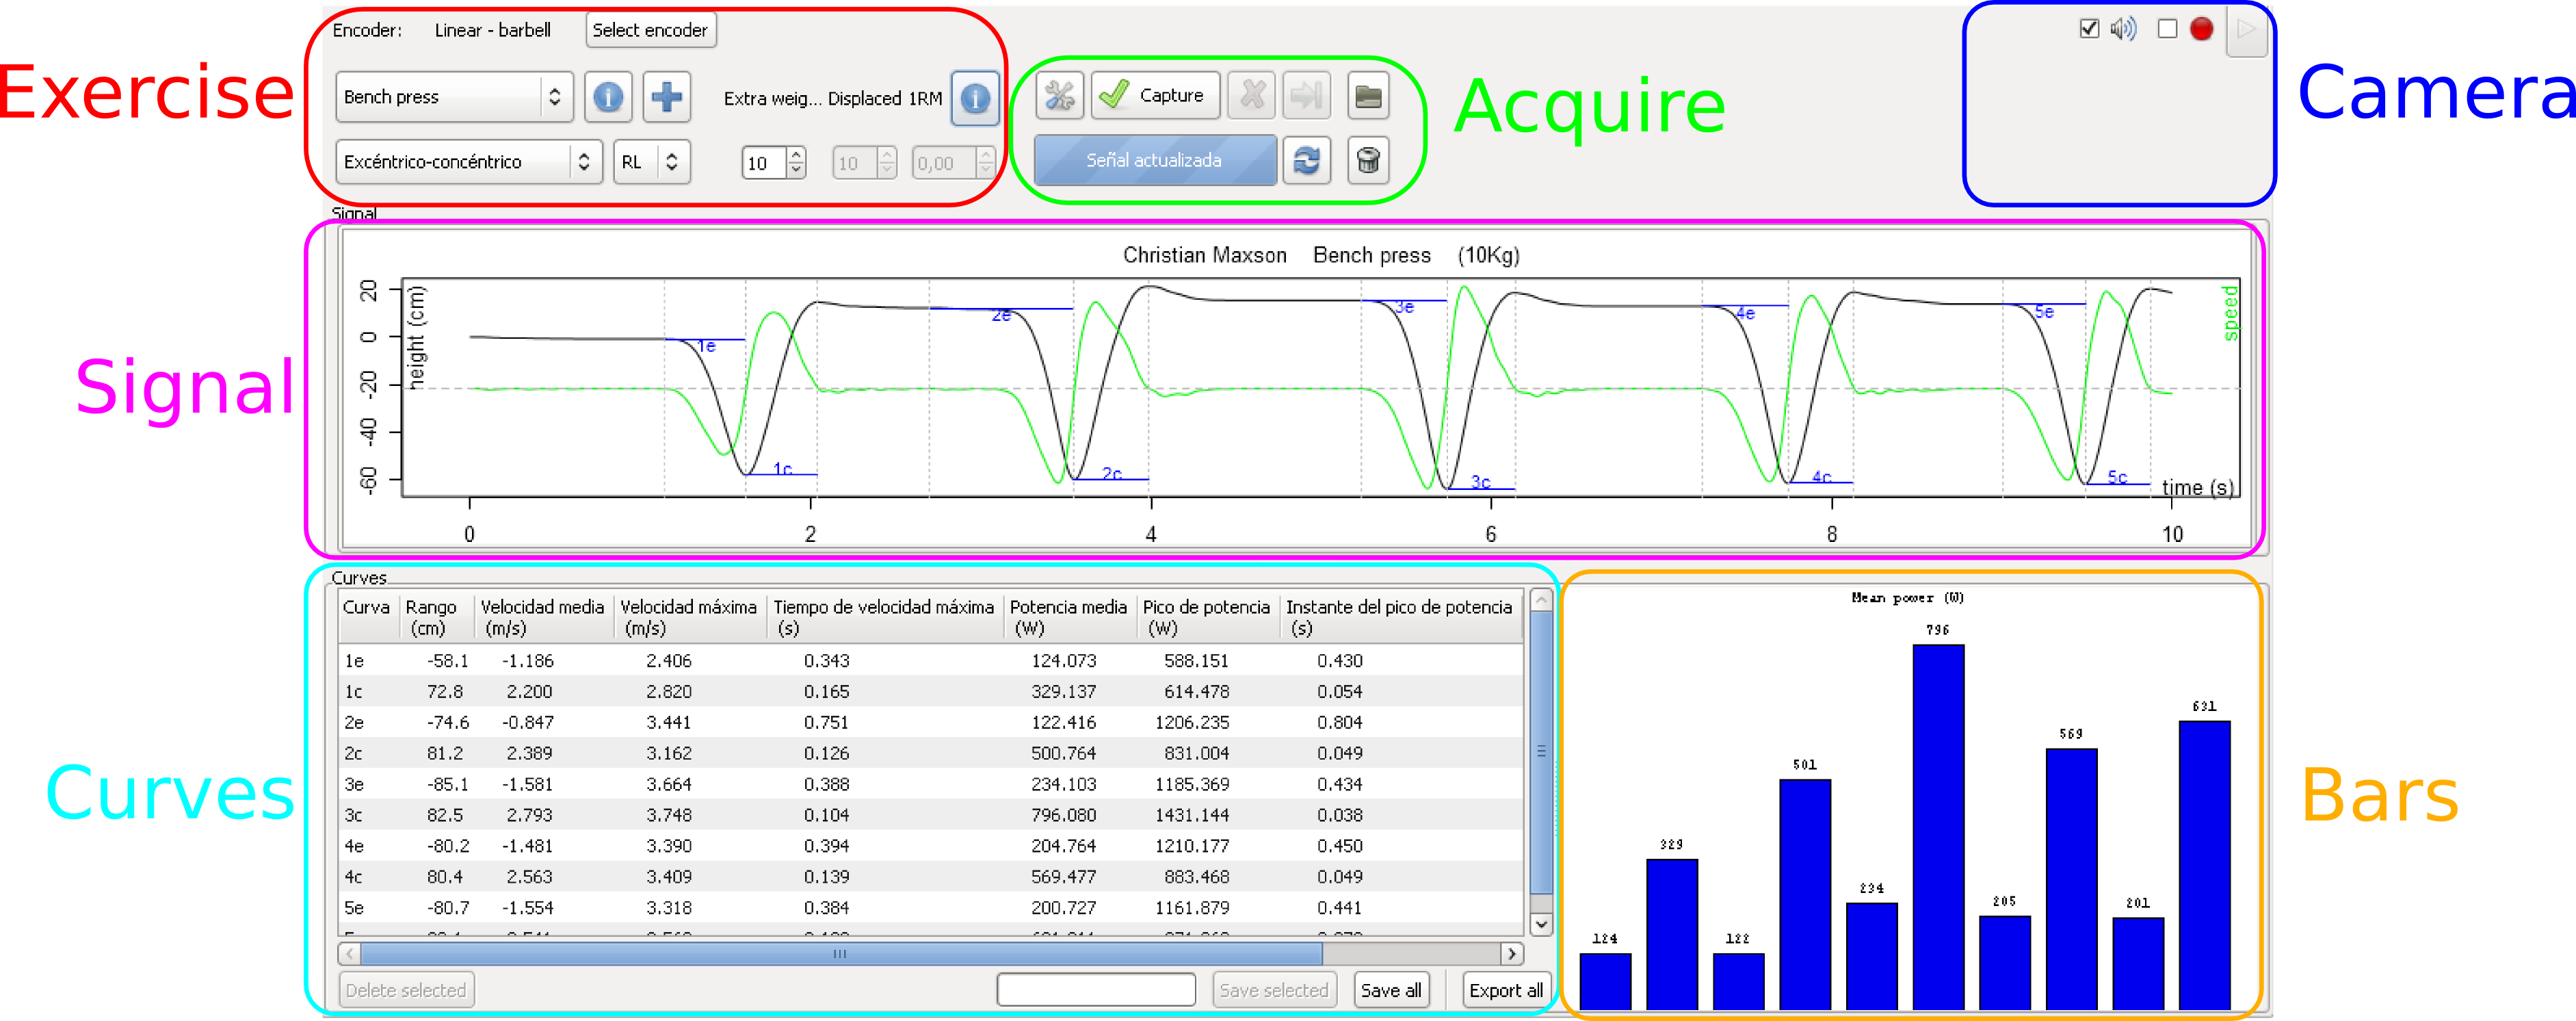 Encoder: Linear - barbell Select encoder
Exercise
Bench press
Extra weig... Displaced 1RM
Excéntrico-concéntrico RL 10 10 0,00
Capture
Señal actualizada
Acquire
Camera
Signal
Signal
Christian Maxson Bench press (10Kg)
height (cm)
20
0
-20
-40
-60
1e 2e 3e 4e 5e
1c 2c 3c 4c 5c
speed
time (s)
0 2 4 6 8 10
Curves
Curves
Curva Rango (cm) Velocidad media (m/s) Velocidad máxima (m/s) Tiempo de velocidad máxima (s) Potencia media (W) Pico de potencia (W) Instante del pico de potencia (s)
1e -58.1 -1.186 2.406 0.343 124.073 588.151 0.430
1c 72.8 2.200 2.820 0.165 329.137 614.478 0.054
2e -74.6 -0.847 3.441 0.751 122.416 1206.235 0.804
2c 81.2 2.389 3.162 0.126 500.764 831.004 0.049
3e -85.1 -1.581 3.664 0.388 234.103 1185.369 0.434
3c 82.5 2.793 3.748 0.104 796.080 1431.144 0.038
4e -80.2 -1.481 3.390 0.394 204.764 1210.177 0.450
4c 80.4 2.563 3.409 0.139 569.477 883.468 0.049
5e -80.7 -1.554 3.318 0.384 200.727 1161.879 0.441
Delete selected Save selected Save all Export all
Mean power (W)
124 329 122 501 234 796 205 569 201 631
Bars